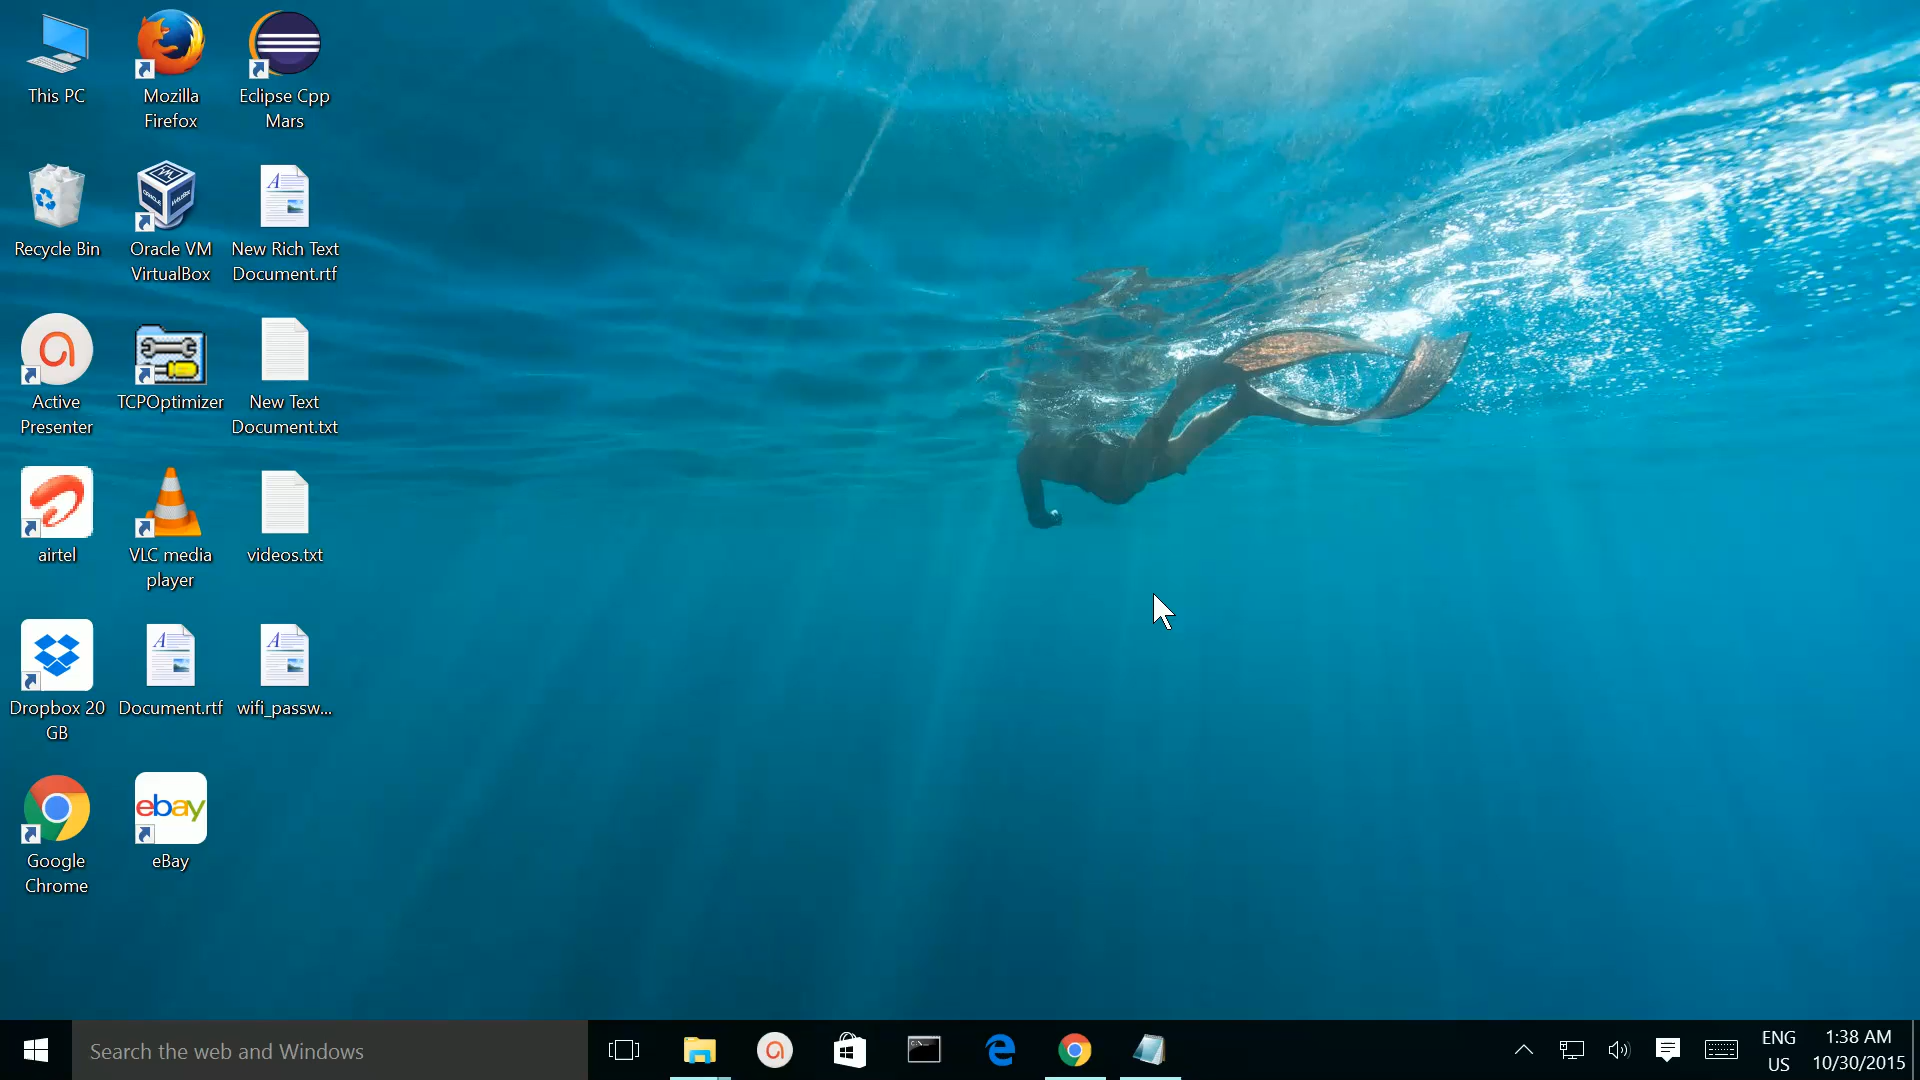 This PC
Mozilla
Firefox
Eclipse Cpp
Mars
Recycle Bin
Oracle VM
VirtualBox
New Rich Text
Document.rtf
Active
Presenter
TCPOptimizer
New Text
Document.txt
airtel
VLC media
player
videos.txt
Dropbox 20
GB
Document.rtf
wifi_passw...
Google
Chrome
ebay
eBay
Search the web and Windows
ENG
US
1:38 AM
10/30/2015